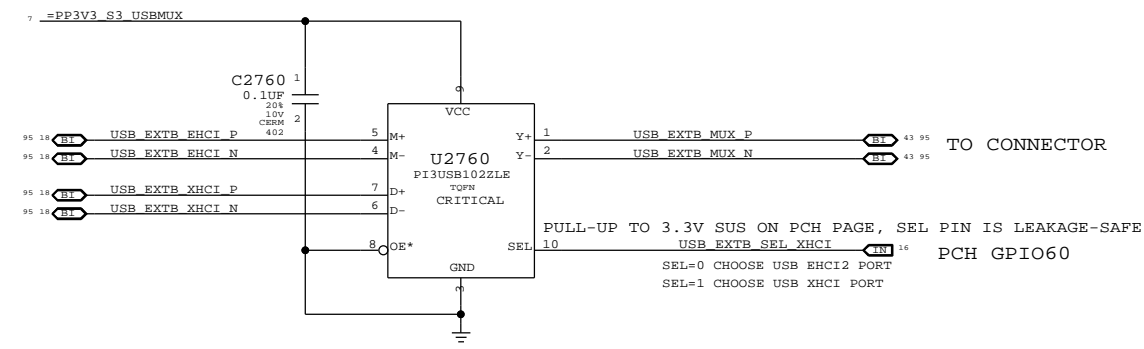 7 =PP3V3_S3_USBMUX
C2760 1
0.1UF
20%
10V
CERM 2
402
9
VCC
95 18 BI USB_EXTB_EHCI_P 5 M+
95 18 BI USB_EXTB_EHCI_N 4 M-
95 18 BI USB_EXTB_XHCI_P 7 D+
95 18 BI USB_EXTB_XHCI_N 6 D-
8 OE*
U2760
PI3USB102ZLE
TQFN
CRITICAL
Y+ 1 USB_EXTB_MUX_P BI 43 95
Y- 2 USB_EXTB_MUX_N BI 43 95
TO CONNECTOR
PULL-UP TO 3.3V SUS ON PCH PAGE, SEL PIN IS LEAKAGE-SAFE
SEL 10 USB_EXTB_SEL_XHCI IN 16
PCH GPIO60
SEL=0 CHOOSE USB EHCI2 PORT
SEL=1 CHOOSE USB XHCI PORT
GND
3